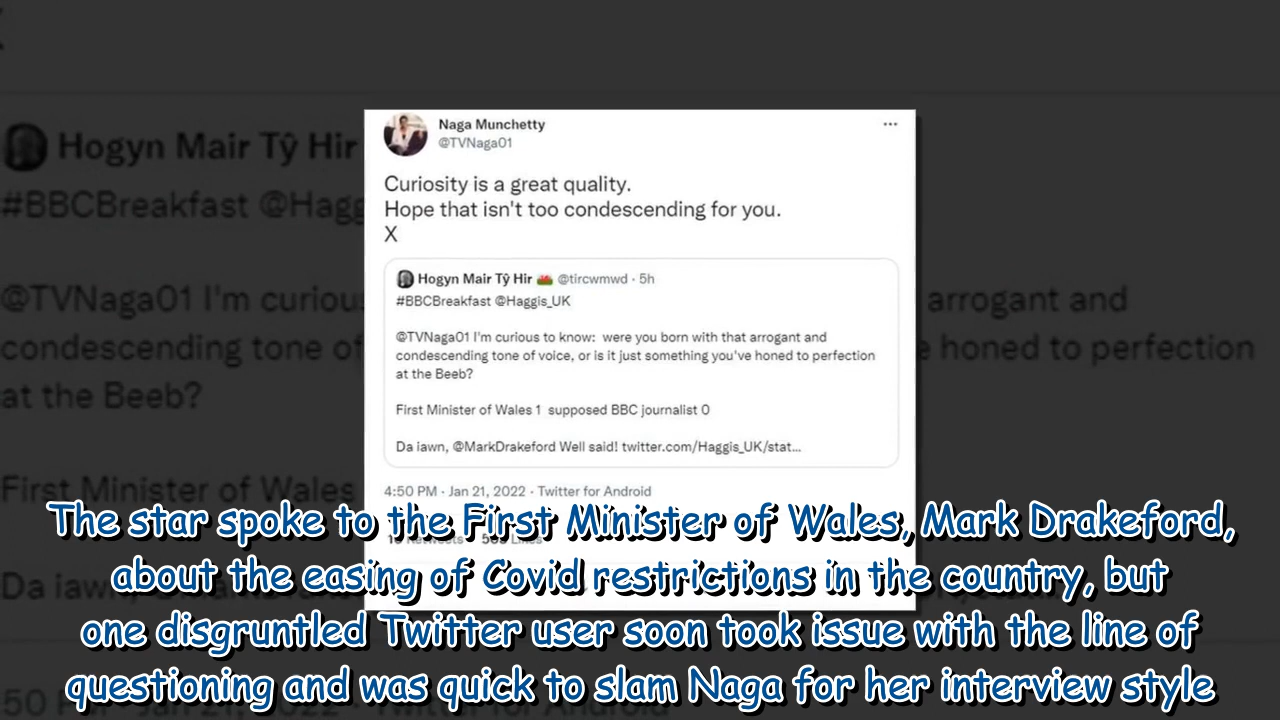 Naga Munchetty
@TVNaga01
Curiosity is a great quality.
Hope that isn't too condescending for you.
X
Hogyn Mair Tŷ Hir @tircwmwd · 5h
#BBCBreakfast @Haggis_UK
@TVNaga01 I'm curious to know: were you born with that arrogant and
condescending tone of voice, or is it just something you've honed to perfection
at the Beeb?
First Minister of Wales 1 supposed BBC journalist 0
Da iawn, @MarkDrakeford Well said! twitter.com/Haggis_UK/stat...
4:50 PM · Jan 21, 2022 · Twitter for Android
Hogyn Mair Tŷ Hir
#BBCBreakfast @Hagg
@TVNaga01 I'm curious arrogant and
condescending tone of honed to perfection
at the Beeb?
First Minister of Wales
Da iawn
The star spoke to the First Minister of Wales, Mark Drakeford,
about the easing of Covid restrictions in the country, but
one disgruntled Twitter user soon took issue with the line of
questioning and was quick to slam Naga for her interview style